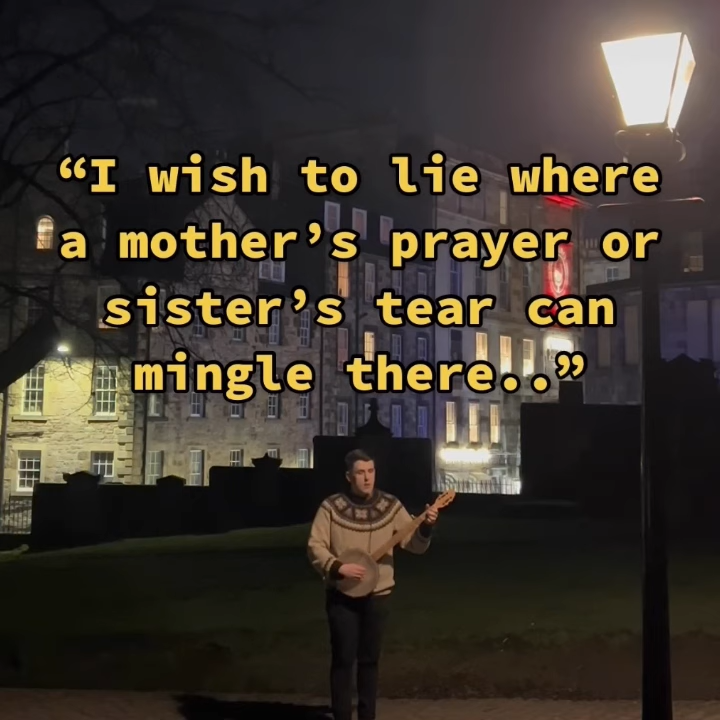 “I wish to lie where
a mother’s prayer or
sister’s tear can
mingle there..”